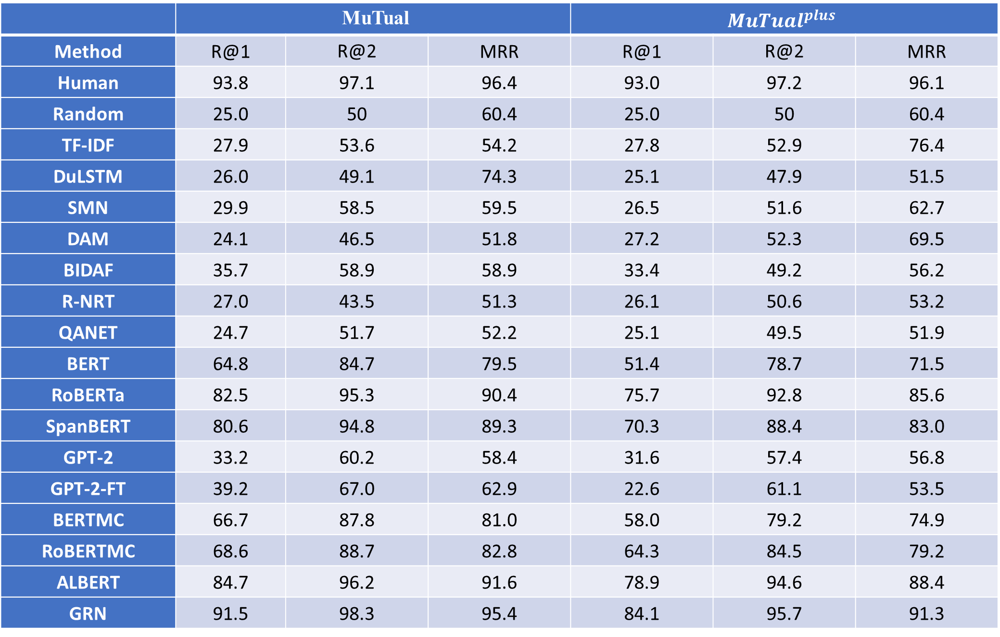 MuTual MuTual^plus
Method R@1 R@2 MRR R@1 R@2 MRR
Human 93.8 97.1 96.4 93.0 97.2 96.1
Random 25.0 50 60.4 25.0 50 60.4
TF-IDF 27.9 53.6 54.2 27.8 52.9 76.4
DuLSTM 26.0 49.1 74.3 25.1 47.9 51.5
SMN 29.9 58.5 59.5 26.5 51.6 62.7
DAM 24.1 46.5 51.8 27.2 52.3 69.5
BIDAF 35.7 58.9 58.9 33.4 49.2 56.2
R-NRT 27.0 43.5 51.3 26.1 50.6 53.2
QANET 24.7 51.7 52.2 25.1 49.5 51.9
BERT 64.8 84.7 79.5 51.4 78.7 71.5
RoBERTa 82.5 95.3 90.4 75.7 92.8 85.6
SpanBERT 80.6 94.8 89.3 70.3 88.4 83.0
GPT-2 33.2 60.2 58.4 31.6 57.4 56.8
GPT-2-FT 39.2 67.0 62.9 22.6 61.1 53.5
BERTMC 66.7 87.8 81.0 58.0 79.2 74.9
RoBERTMC 68.6 88.7 82.8 64.3 84.5 79.2
ALBERT 84.7 96.2 91.6 78.9 94.6 88.4
GRN 91.5 98.3 95.4 84.1 95.7 91.3